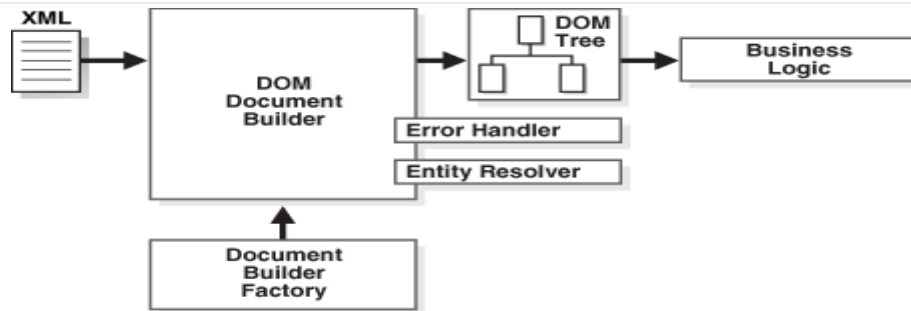 XML
DOM
Document
Builder
DOM
Tree
Business
Logic
Error Handler
Entity Resolver
Document
Builder
Factory